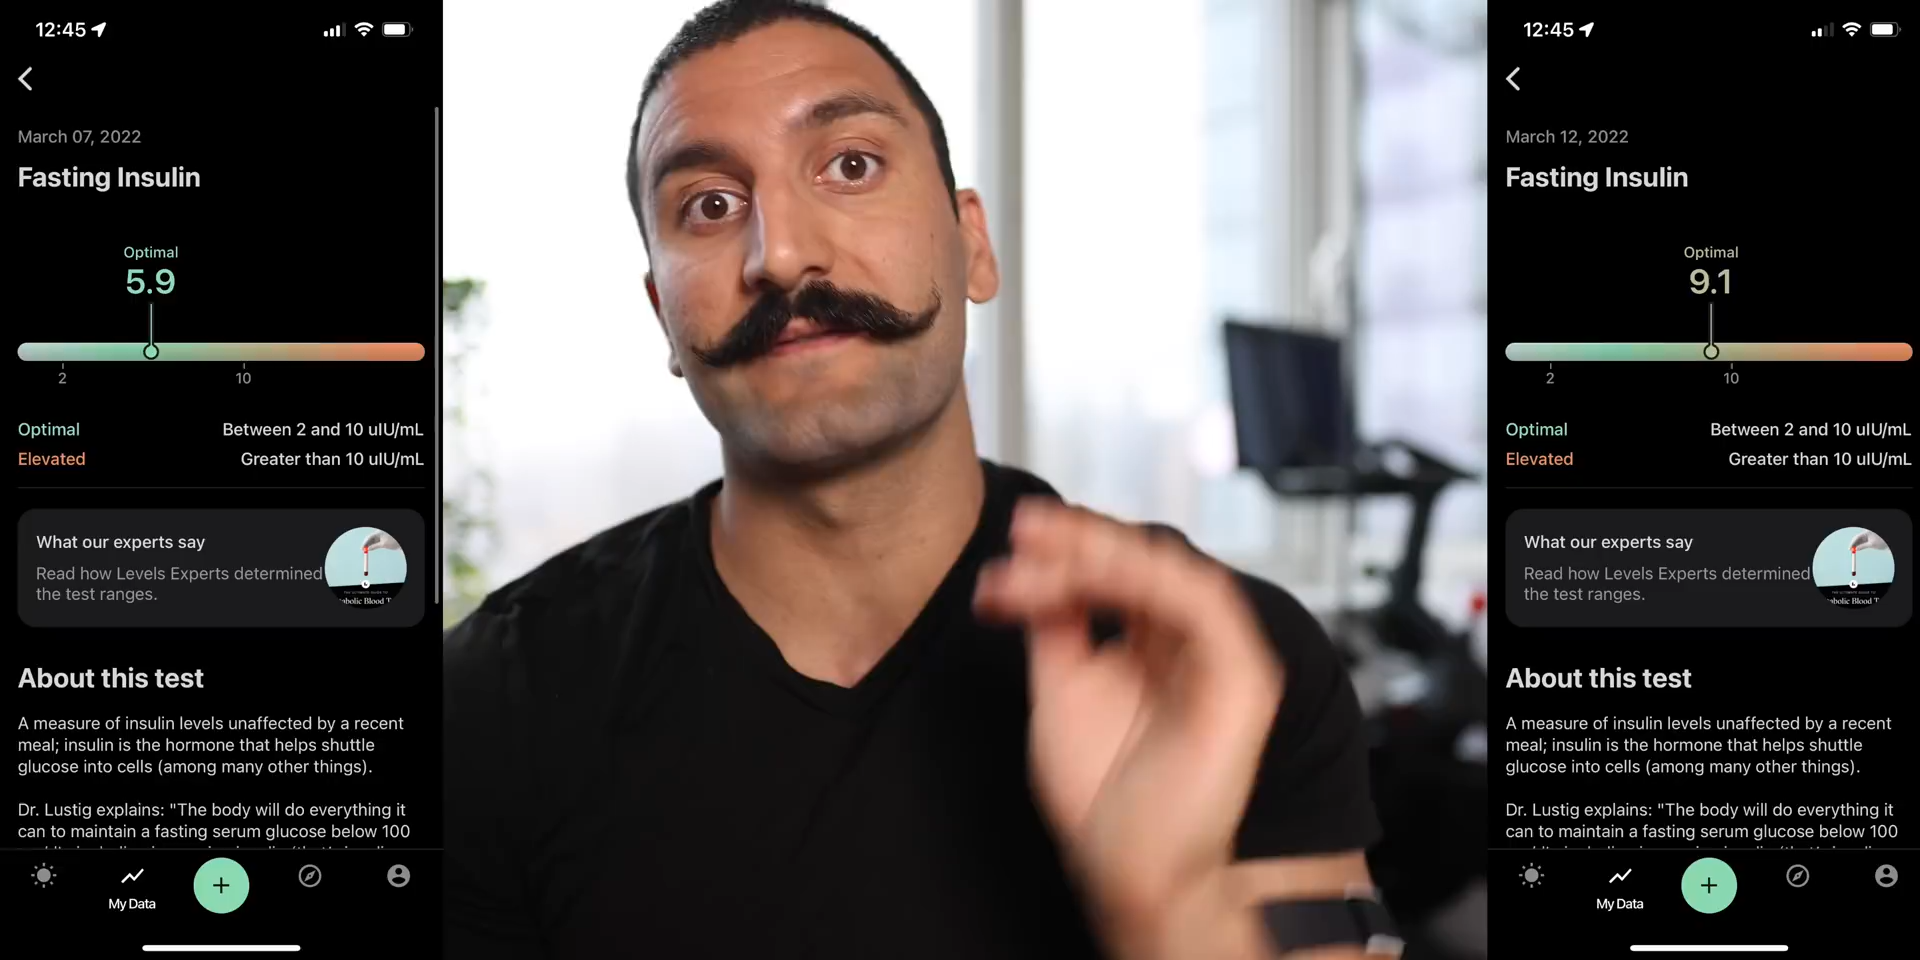 12:45
March 07, 2022
Fasting Insulin
Optimal
5.9
2 10
Optimal Between 2 and 10 uIU/mL
Elevated Greater than 10 uIU/mL
What our experts say
Read how Levels Experts determined
the test ranges.
About this test
A measure of insulin levels unaffected by a recent
meal; insulin is the hormone that helps shuttle
glucose into cells (among many other things).
Dr. Lustig explains: "The body will do everything it
can to maintain a fasting serum glucose below 100
My Data
12:45
March 12, 2022
Fasting Insulin
Optimal
9.1
2 10
Optimal Between 2 and 10 uIU/mL
Elevated Greater than 10 uIU/mL
What our experts say
Read how Levels Experts determined
the test ranges.
About this test
A measure of insulin levels unaffected by a recent
meal; insulin is the hormone that helps shuttle
glucose into cells (among many other things).
Dr. Lustig explains: "The body will do everything it
can to maintain a fasting serum glucose below 100
My Data